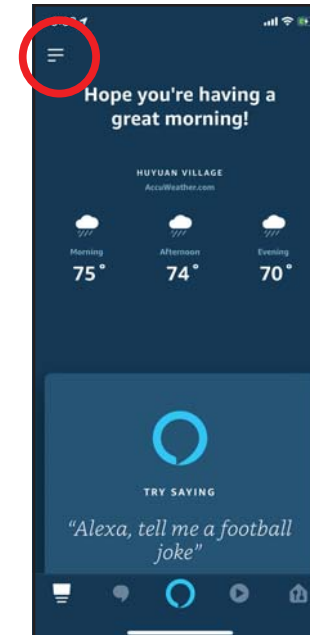 Hope you're having a
great morning!
HUYUAN VILLAGE
AccuWeather.com
Morning
Afternoon
Evening
75°
74°
70°
TRY SAYING
"Alexa, tell me a football
joke"